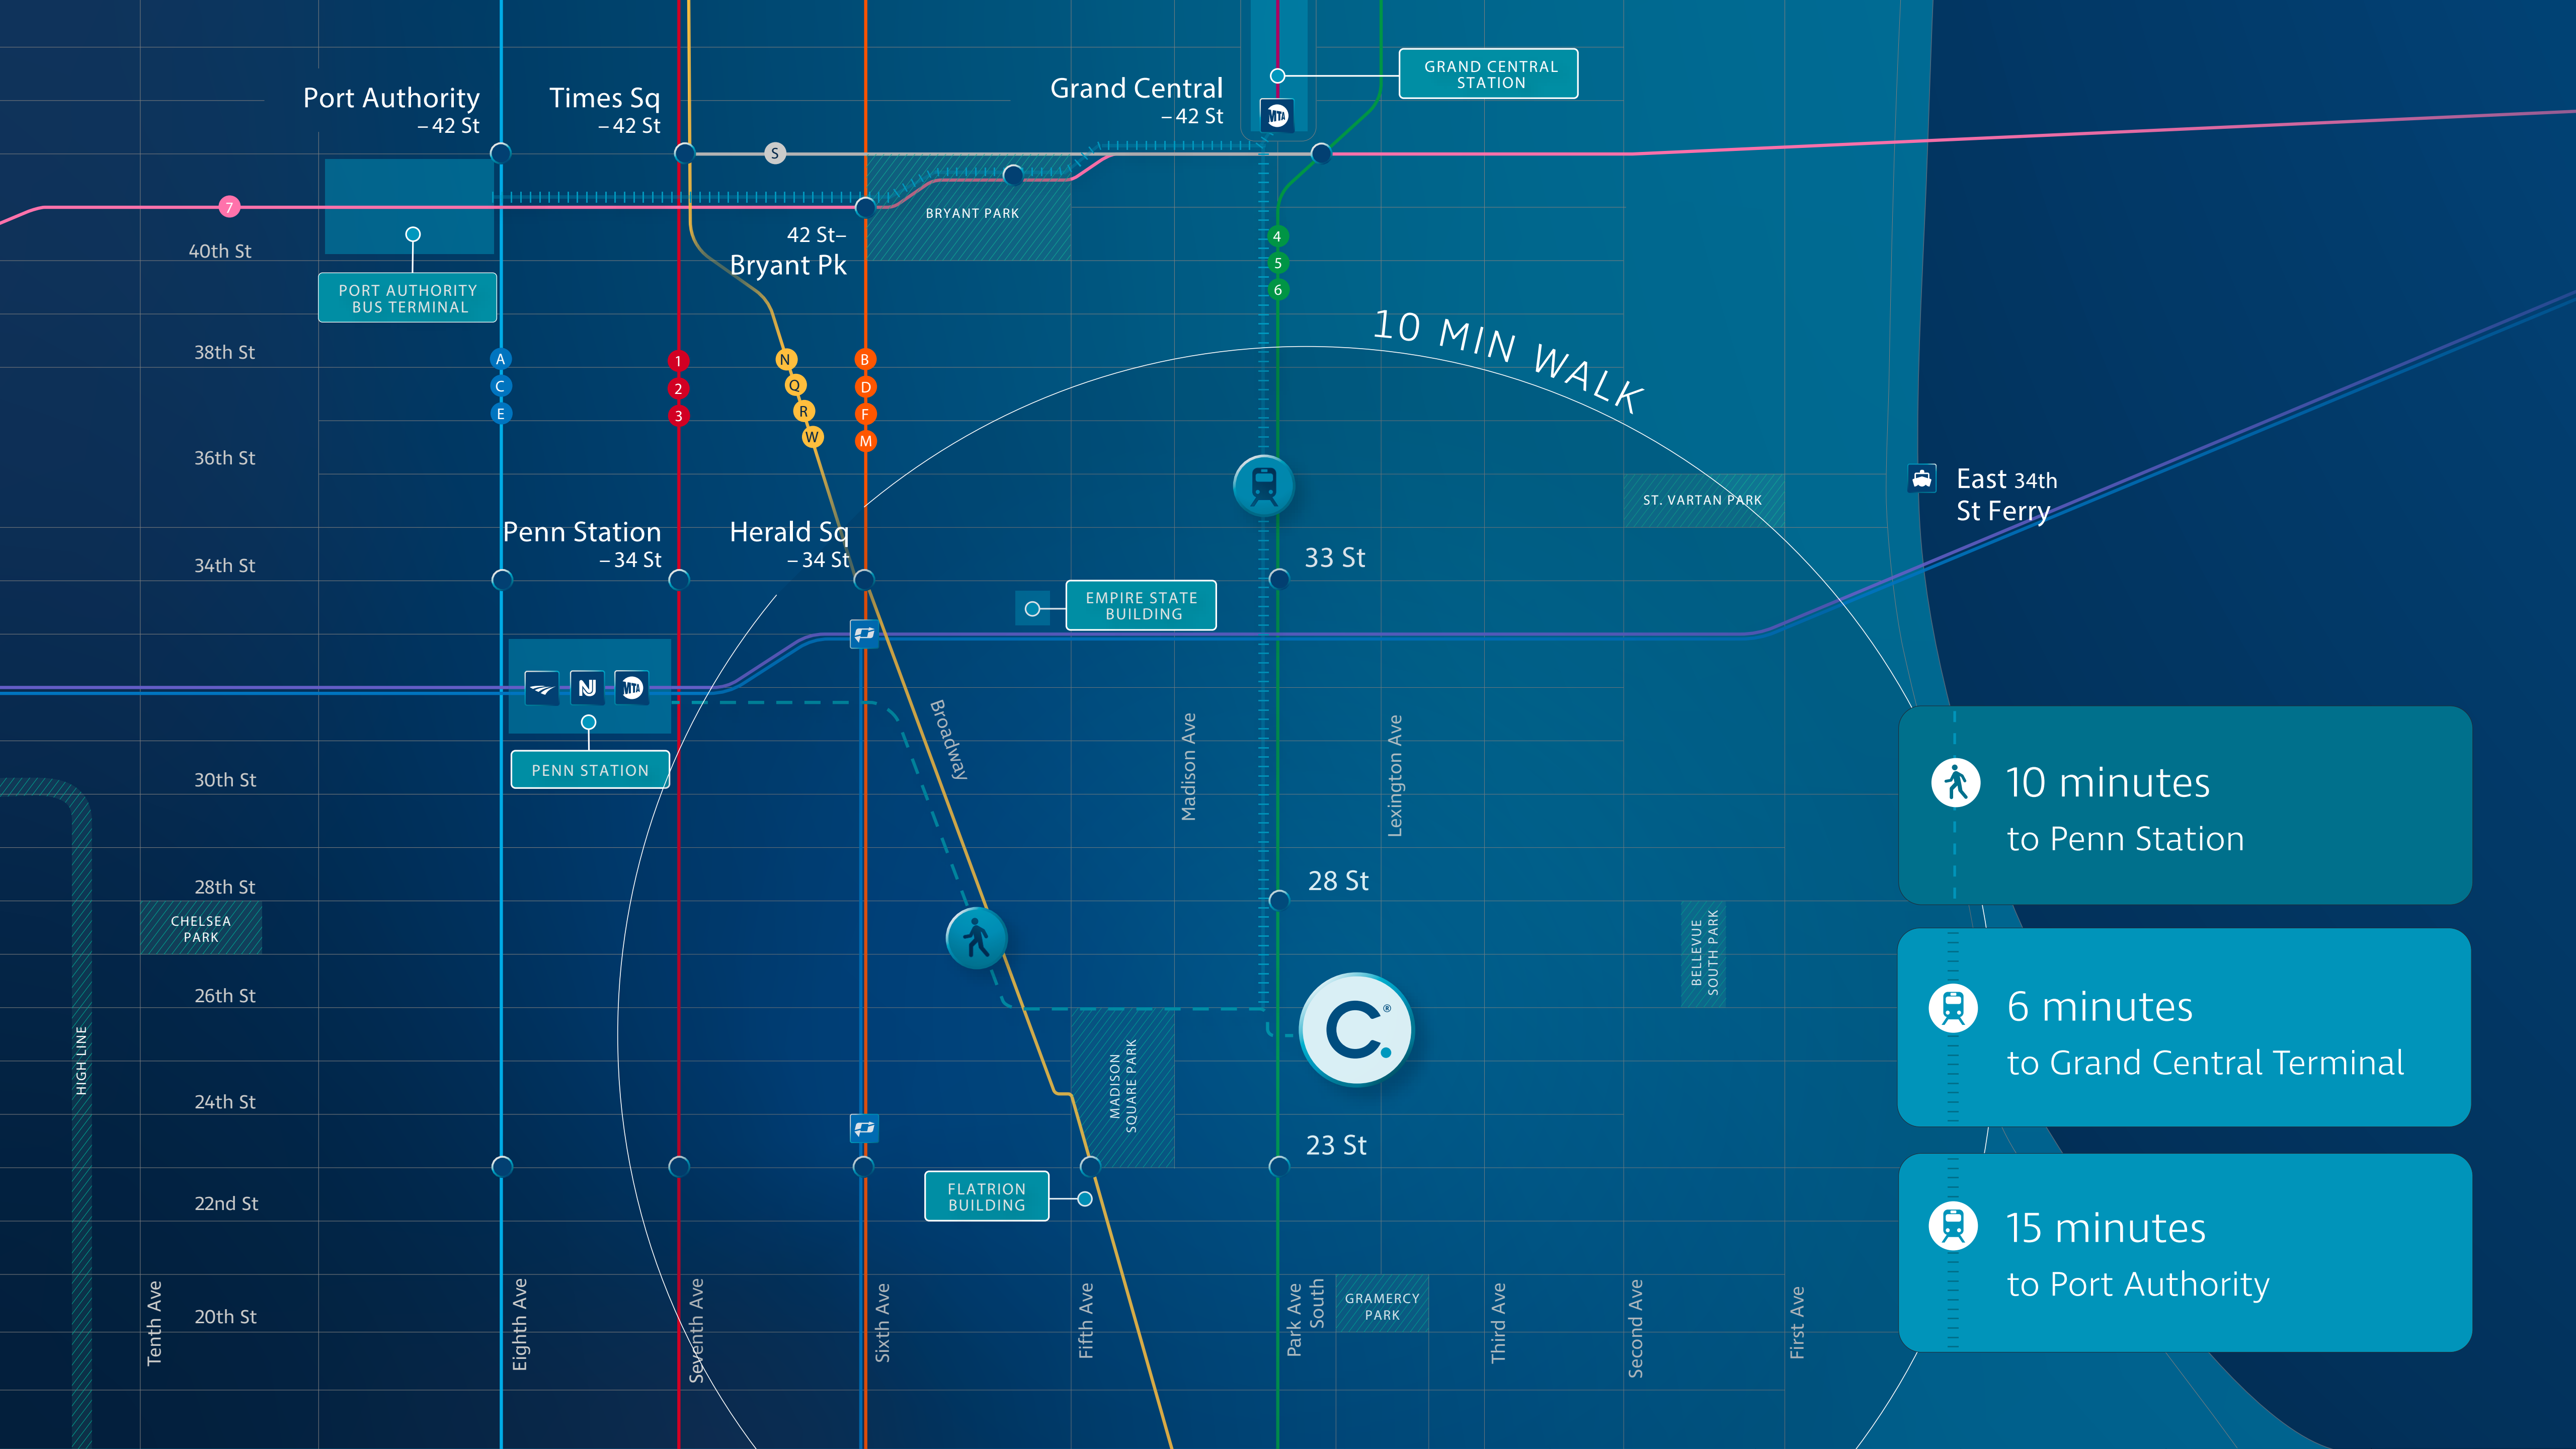 Port Authority
– 42 St
Times Sq
– 42 St
Grand Central
– 42 St
MTA
GRAND CENTRAL
STATION
S
7
BRYANT PARK
42 St–
Bryant Pk
40th St
PORT AUTHORITY
BUS TERMINAL
4
5
6
10 MIN WALK
38th St
A
C
E
1
2
3
N
Q
R
W
B
D
F
M
36th St
ST. VARTAN PARK
East 34th
St Ferry
Penn Station
– 34 St
Herald Sq
– 34 St
33 St
34th St
EMPIRE STATE
BUILDING
NJ
MTA
PENN STATION
Broadway
Madison Ave
Lexington Ave
30th St
10 minutes
to Penn Station
28th St
28 St
CHELSEA
PARK
BELLEVUE
SOUTH PARK
26th St
C.®
6 minutes
to Grand Central Terminal
HIGH LINE
MADISON
SQUARE PARK
24th St
23 St
FLATRION
BUILDING
22nd St
15 minutes
to Port Authority
20th St
Tenth Ave
Eighth Ave
Seventh Ave
Sixth Ave
Fifth Ave
Park Ave
South
GRAMERCY
PARK
Third Ave
Second Ave
First Ave